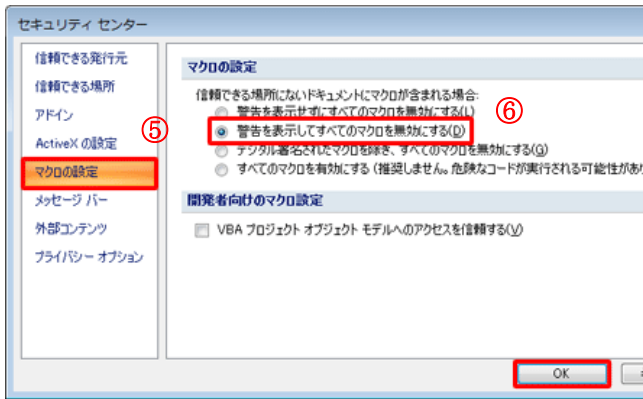 セキュリティ センター
信頼できる発行元
信頼できる場所
アドイン
ActiveX の設定
マクロの設定
メッセージ バー
外部コンテンツ
プライバシー オプション
⑤
マクロの設定
信頼できる場所にないドキュメントにマクロが含まれる場合:
警告を表示せずにすべてのマクロを無効にする(L)
⑥
警告を表示してすべてのマクロを無効にする(D)
デジタル署名されたマクロを除き、すべてのマクロを無効にする(G)
すべてのマクロを有効にする (推奨しません。危険なコードが実行される可能性があ
開発者向けのマクロ設定
VBA プロジェクト オブジェクト モデルへのアクセスを信頼する(V)
OK